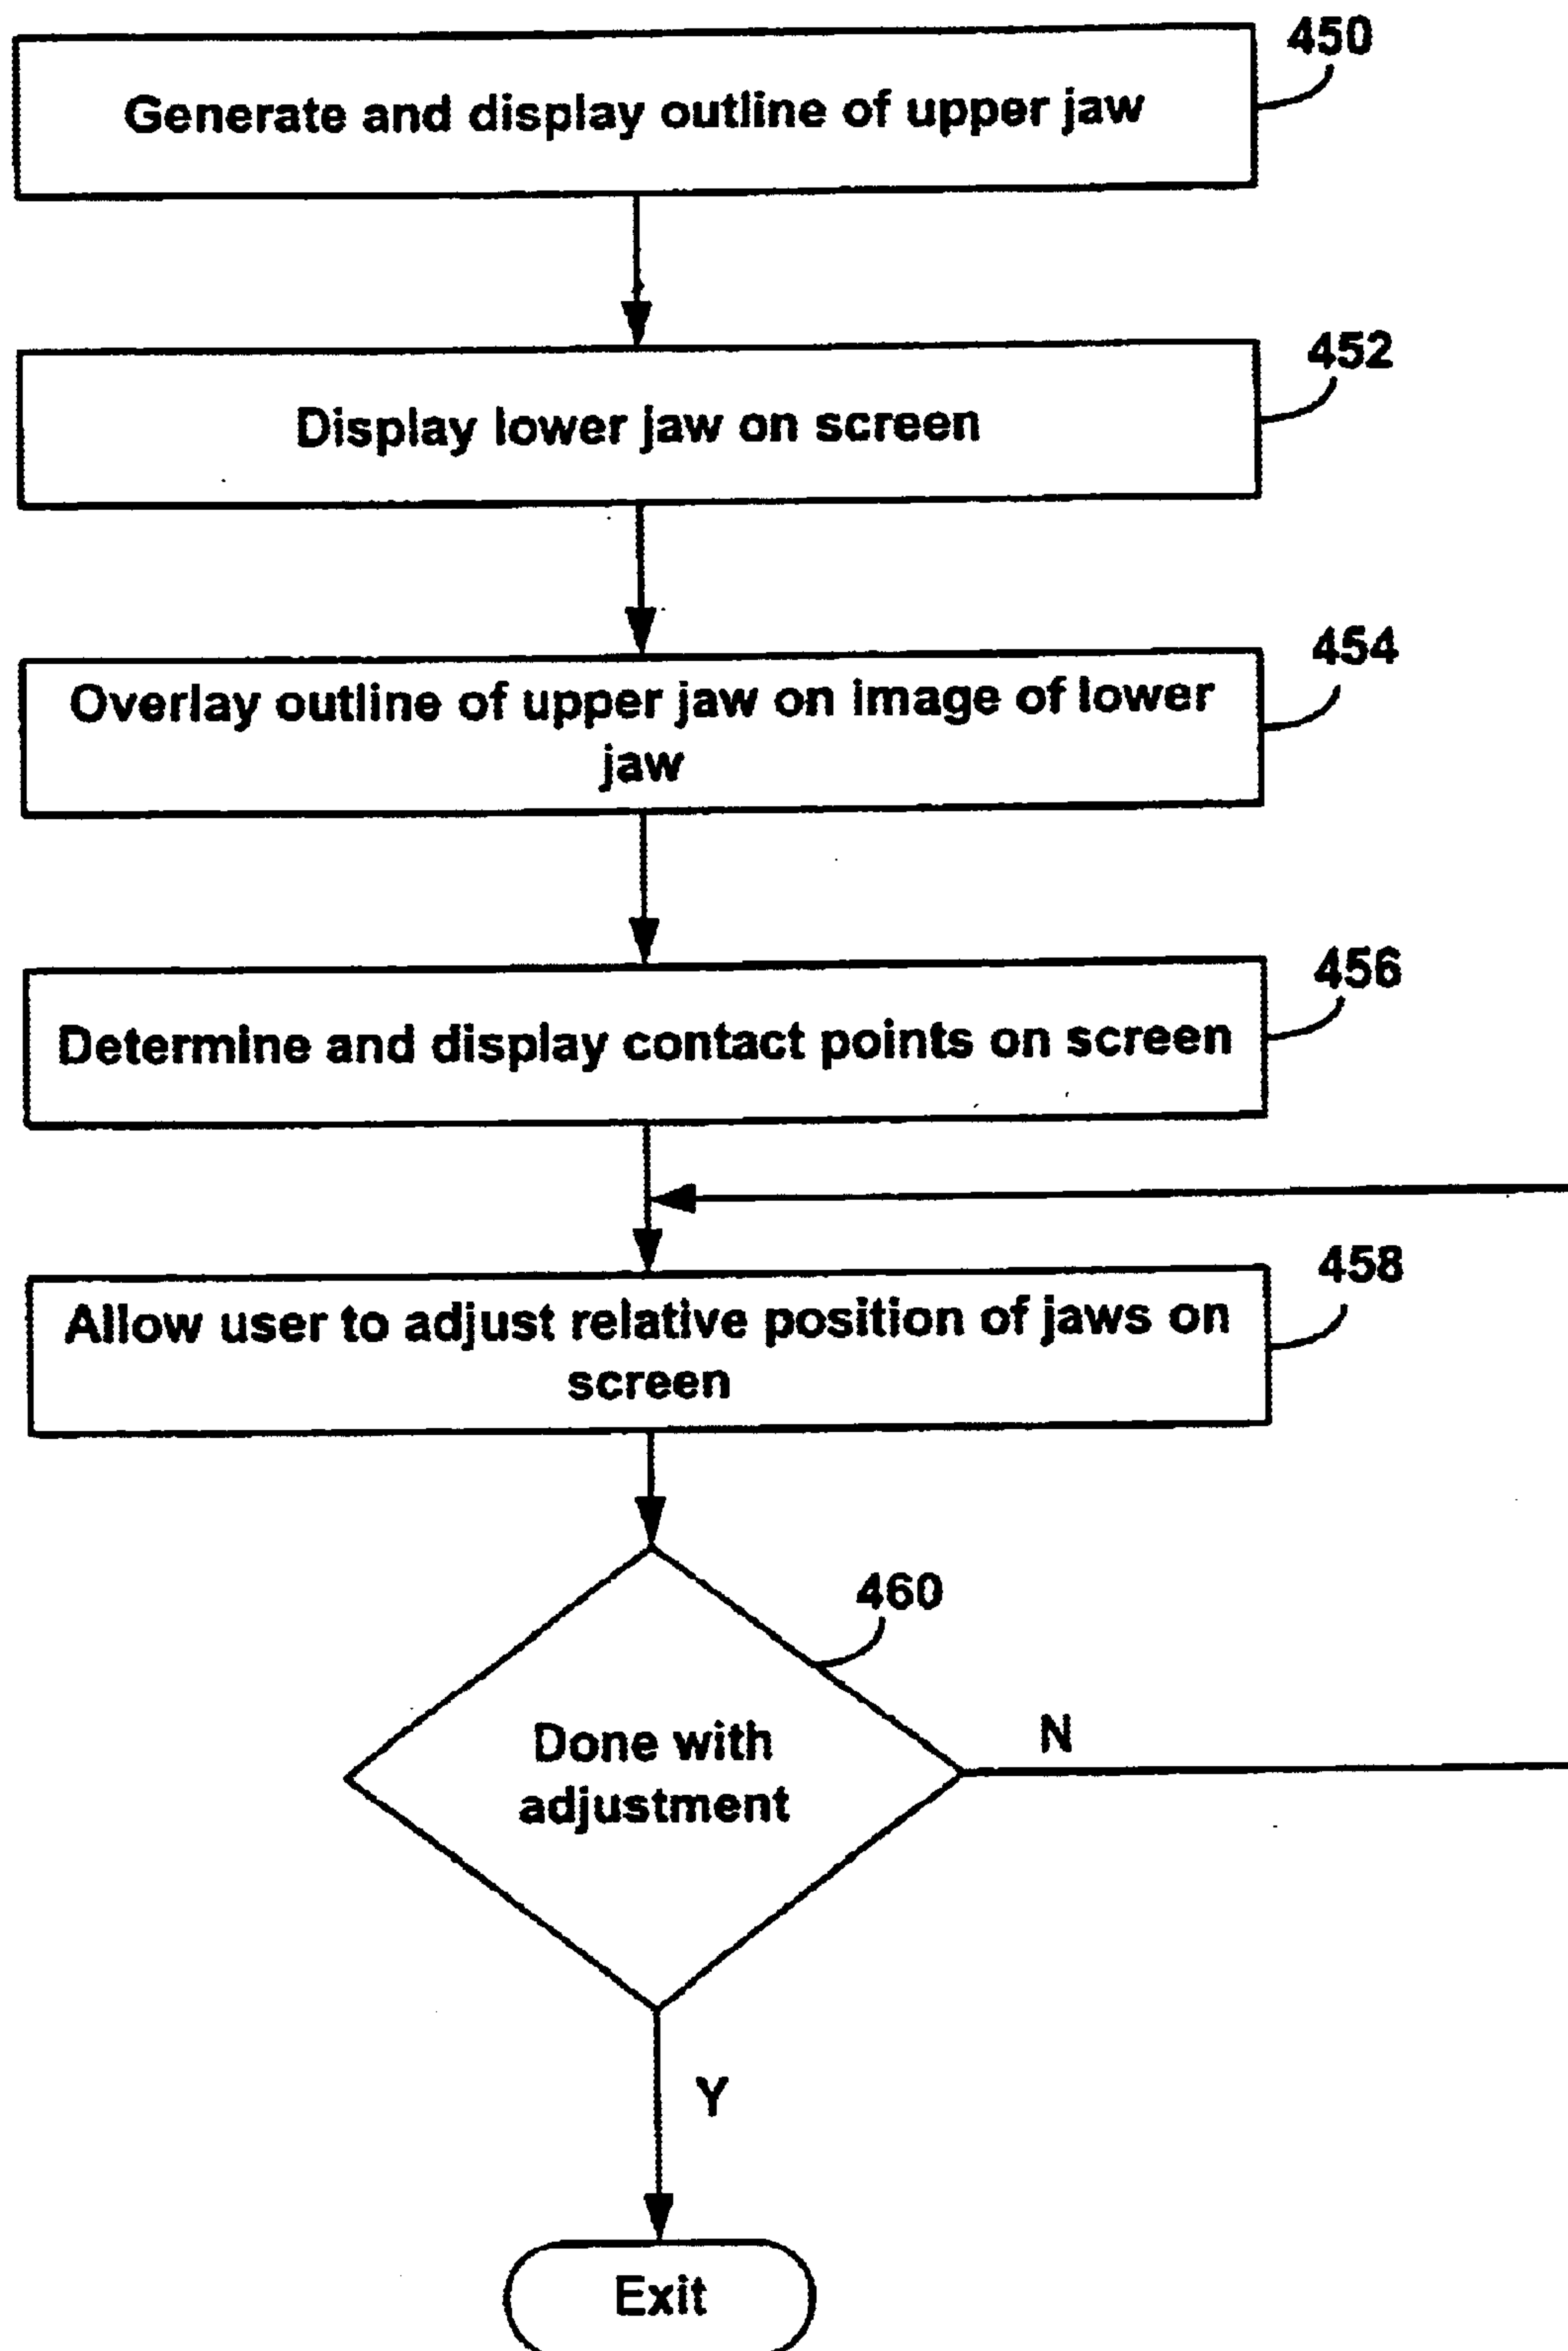 450
Generate and display outline of upper jaw
452
Display lower jaw on screen
454
Overlay outline of upper jaw on image of lower
jaw
456
Determine and display contact points on screen
458
Allow user to adjust relative position of jaws on
screen
460
Done with
adjustment
N
Y
Exit